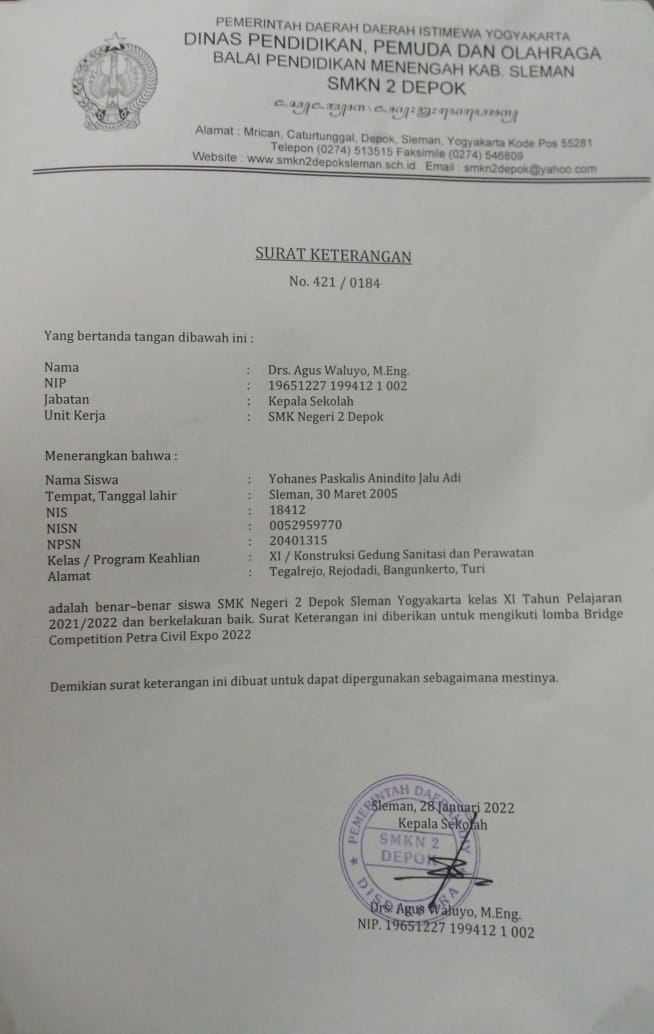 PEMERINTAH DAERAH DAERAH ISTIMEWA YOGYAKARTA
DINAS PENDIDIKAN, PEMUDA DAN OLAHRAGA
BALAI PENDIDIKAN MENENGAH KAB. SLEMAN
SMKN 2 DEPOK
Alamat : Mrican, Caturtunggal, Depok, Sleman, Yogyakarta Kode Pos 55281
Telepon (0274) 513515 Faksimile (0274) 546809
Website : www.smkn2depoksleman.sch.id Email : smkn2depok@yahoo.com
SURAT KETERANGAN
No. 421 / 0184
Yang bertanda tangan dibawah ini :
Nama : Drs. Agus Waluyo, M.Eng.
NIP : 19651227 199412 1 002
Jabatan : Kepala Sekolah
Unit Kerja : SMK Negeri 2 Depok
Menerangkan bahwa :
Nama Siswa : Yohanes Paskalis Anindito Jalu Adi
Tempat, Tanggal lahir : Sleman, 30 Maret 2005
NIS : 18412
NISN : 0052959770
NPSN : 20401315
Kelas / Program Keahlian : XI / Konstruksi Gedung Sanitasi dan Perawatan
Alamat : Tegalrejo, Rejodadi, Bangunkerto, Turi
adalah benar–benar siswa SMK Negeri 2 Depok Sleman Yogyakarta kelas XI Tahun Pelajaran
2021/2022 dan berkelakuan baik. Surat Keterangan ini diberikan untuk mengikuti lomba Bridge
Competition Petra Civil Expo 2022
Demikian surat keterangan ini dibuat untuk dapat dipergunakan sebagaimana mestinya.
Sleman, 28 Januari 2022
Kepala Sekolah
PEMERINTAH DAERAH DIY
SMKN 2
DEPOK
Drs. Agus Waluyo, M.Eng.
NIP. 19651227 199412 1 002